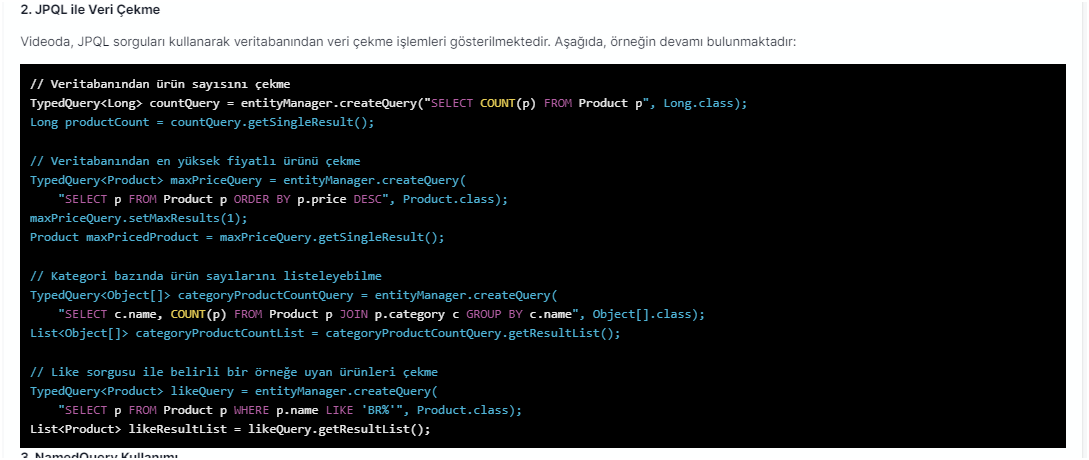 2. JPQL ile Veri Çekme
Videoda, JPQL sorguları kullanarak veritabanından veri çekme işlemleri gösterilmektedir. Aşağıda, örneğin devamı bulunmaktadır:
// Veritabanından ürün sayısını çekme
TypedQuery<Long> countQuery = entityManager.createQuery("SELECT COUNT(p) FROM Product p", Long.class);
Long productCount = countQuery.getSingleResult();
// Veritabanından en yüksek fiyatlı ürünü çekme
TypedQuery<Product> maxPriceQuery = entityManager.createQuery(
"SELECT p FROM Product p ORDER BY p.price DESC", Product.class);
maxPriceQuery.setMaxResults(1);
Product maxPricedProduct = maxPriceQuery.getSingleResult();
// Kategori bazında ürün sayılarını listeleyebilme
TypedQuery<Object[]> categoryProductCountQuery = entityManager.createQuery(
"SELECT c.name, COUNT(p) FROM Product p JOIN p.category c GROUP BY c.name", Object[].class);
List<Object[]> categoryProductCountList = categoryProductCountQuery.getResultList();
// Like sorgusu ile belirli bir örneğe uyan ürünleri çekme
TypedQuery<Product> likeQuery = entityManager.createQuery(
"SELECT p FROM Product p WHERE p.name LIKE 'BR%'", Product.class);
List<Product> likeResultList = likeQuery.getResultList();
3. NamedQuery Kullanımı